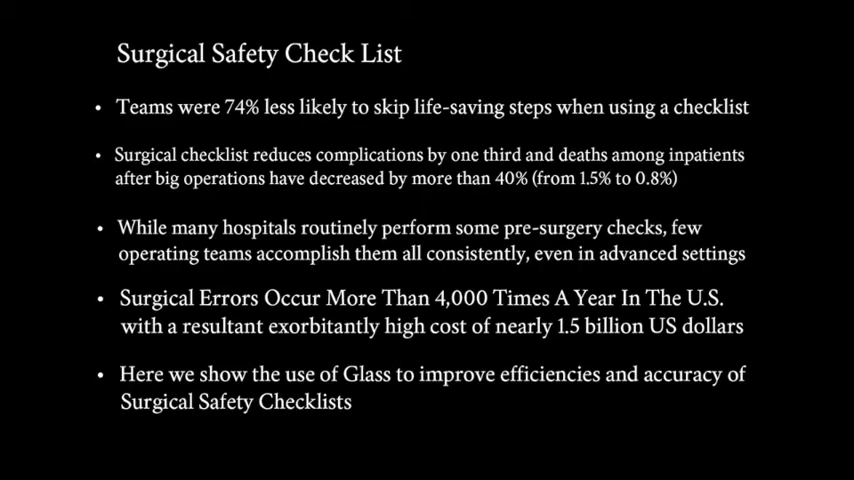 Surgical Safety Check List
• Teams were 74% less likely to skip life-saving steps when using a checklist
• Surgical checklist reduces complications by one third and deaths among inpatients
after big operations have decreased by more than 40% (from 1.5% to 0.8%)
• While many hospitals routinely perform some pre-surgery checks, few
operating teams accomplish them all consistently, even in advanced settings
• Surgical Errors Occur More Than 4,000 Times A Year In The U.S.
with a resultant exorbitantly high cost of nearly 1.5 billion US dollars
• Here we show the use of Glass to improve efficiencies and accuracy of
Surgical Safety Checklists